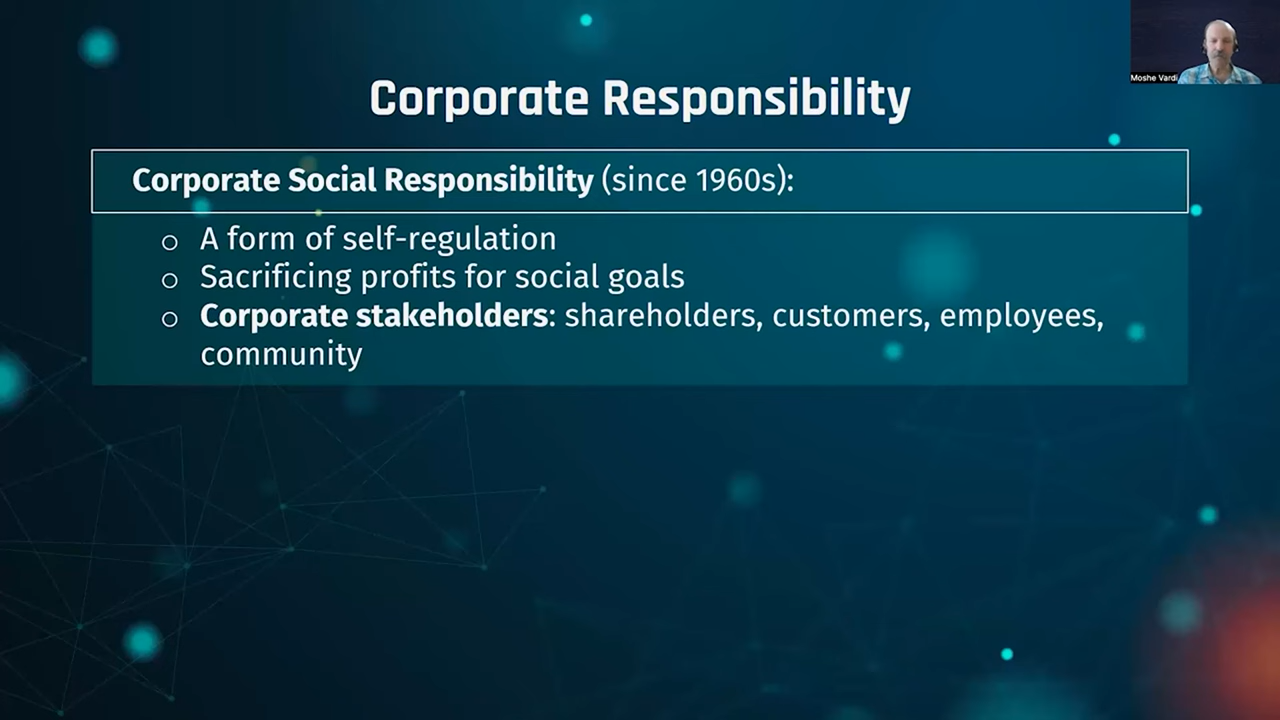 Corporate Responsibility
Corporate Social Responsibility (since 1960s):
○ A form of self-regulation
○ Sacrificing profits for social goals
○ Corporate stakeholders: shareholders, customers, employees,
community
Moshe Vardi